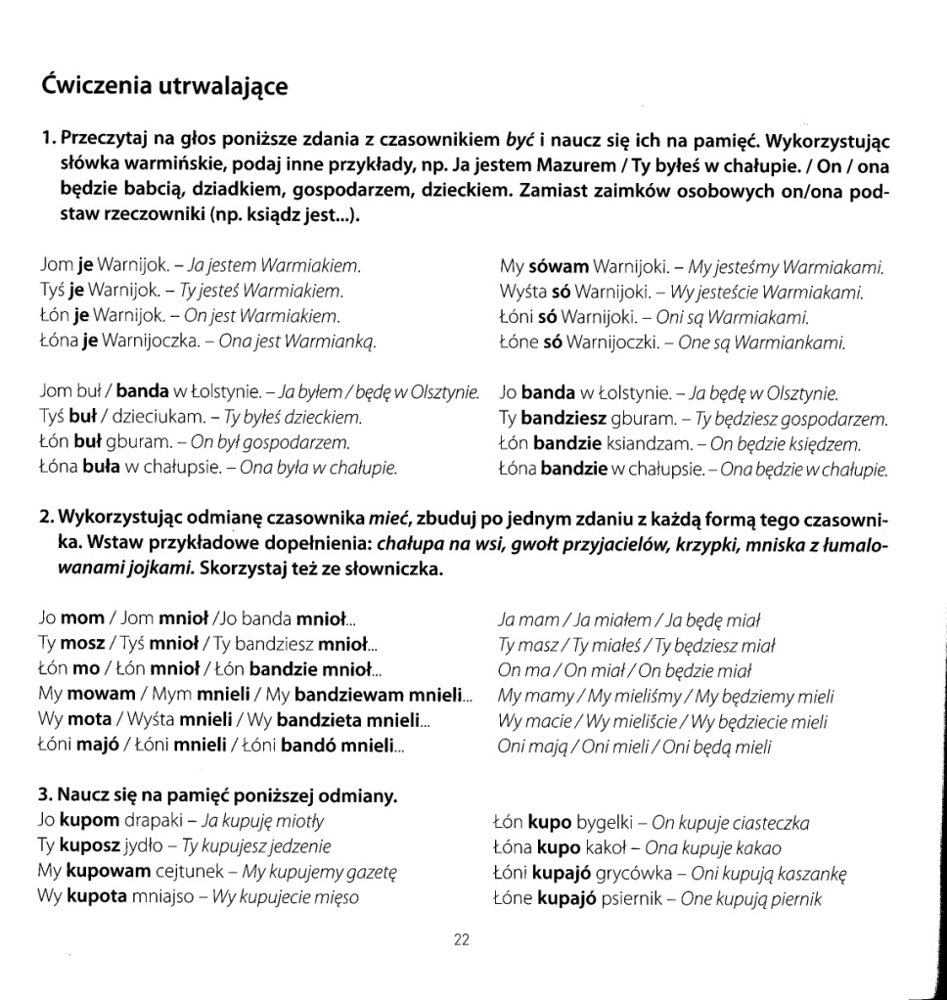 Ćwiczenia utrwalające
1. Przeczytaj na głos poniższe zdania z czasownikiem być i naucz się ich na pamięć. Wykorzystując
słówka warmińskie, podaj inne przykłady, np. Ja jestem Mazurem / Ty byłeś w chałupie. / On / ona
będzie babcią, dziadkiem, gospodarzem, dzieckiem. Zamiast zaimków osobowych on/ona pod-
staw rzeczowniki (np. ksiądz jest...).
Jom je Warnijok. – Ja jestem Warmiakiem.
Tyś je Warnijok. – Ty jesteś Warmiakiem.
Łón je Warnijok. – On jest Warmiakiem.
Łóna je Warnijoczka. – Ona jest Warmianką.
My sówam Warnijoki. – My jesteśmy Warmiakami.
Wyśta só Warnijoki. – Wy jesteście Warmiakami.
Łóni só Warnijoki. – Oni są Warmiakami.
Łóne só Warnijoczki. – One są Warmiankami.
Jom buł / banda w Łolstynie. – Ja byłem / będę w Olsztynie.
Tyś buł / dzieciukam. – Ty byłeś dzieckiem.
Łón buł gburam. – On był gospodarzem.
Łóna buła w chałupsie. – Ona była w chałupie.
Jo banda w Łolstynie. – Ja będę w Olsztynie.
Ty bandziesz gburam. – Ty będziesz gospodarzem.
Łón bandzie ksiandzam. – On będzie księdzem.
Łóna bandzie w chałupsie. – Ona będzie w chałupie.
2. Wykorzystując odmianę czasownika mieć, zbuduj po jednym zdaniu z każdą formą tego czasowni-
ka. Wstaw przykładowe dopełnienia: chałupa na wsi, gwołt przyjacielów, krzypki, mniska z łumalo-
wanami jojkami. Skorzystaj też ze słowniczka.
Jo mom / Jom mnioł /Jo banda mnioł...
Ty mosz / Tyś mnioł / Ty bandziesz mnioł...
Łón mo / Łón mnioł / Łón bandzie mnioł...
My mowam / Mym mnieli / My bandziewam mnieli...
Wy mota / Wyśta mnieli / Wy bandzieta mnieli...
Łóni majó / Łóni mnieli / Łóni bandó mnieli...
Ja mam / Ja miałem / Ja będę miał
Ty masz / Ty miałeś / Ty będziesz miał
On ma / On miał / On będzie miał
My mamy / My mieliśmy / My będziemy mieli
Wy macie / Wy mieliście / Wy będziecie mieli
Oni mają / Oni mieli / Oni będą mieli
3. Naucz się na pamięć poniższej odmiany.
Jo kupom drapaki – Ja kupuję miotły
Ty kuposz jydło – Ty kupujesz jedzenie
My kupowam cejtunek – My kupujemy gazetę
Wy kupota mniajso – Wy kupujecie mięso
Łón kupo bygelki – On kupuje ciasteczka
Łóna kupo kakoł – Ona kupuje kakao
Łóni kupajó grycówka – Oni kupują kaszankę
Łóne kupajó psiernik – One kupują piernik
22